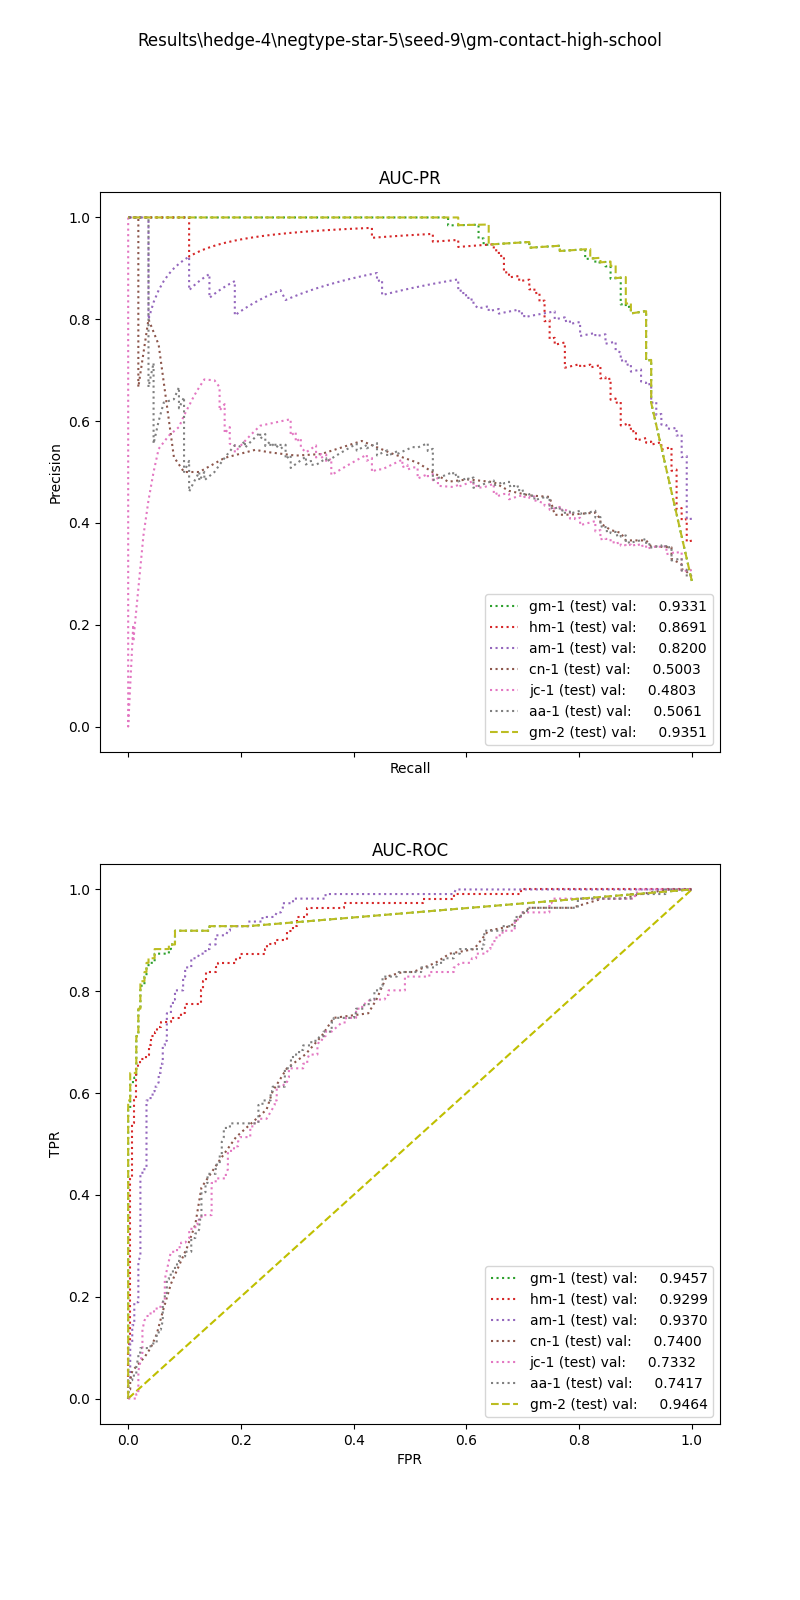 Results\hedge-4\negtype-star-5\seed-9\gm-contact-high-school
AUC-PR
1.0
0.8
0.6
0.4
0.2
0.0
Precision
Recall
gm-1 (test) val: 0.9331
hm-1 (test) val: 0.8691
am-1 (test) val: 0.8200
cn-1 (test) val: 0.5003
jc-1 (test) val: 0.4803
aa-1 (test) val: 0.5061
gm-2 (test) val: 0.9351
AUC-ROC
1.0
0.8
0.6
0.4
0.2
0.0
TPR
gm-1 (test) val: 0.9457
hm-1 (test) val: 0.9299
am-1 (test) val: 0.9370
cn-1 (test) val: 0.7400
jc-1 (test) val: 0.7332
aa-1 (test) val: 0.7417
gm-2 (test) val: 0.9464
0.0 0.2 0.4 0.6 0.8 1.0
FPR